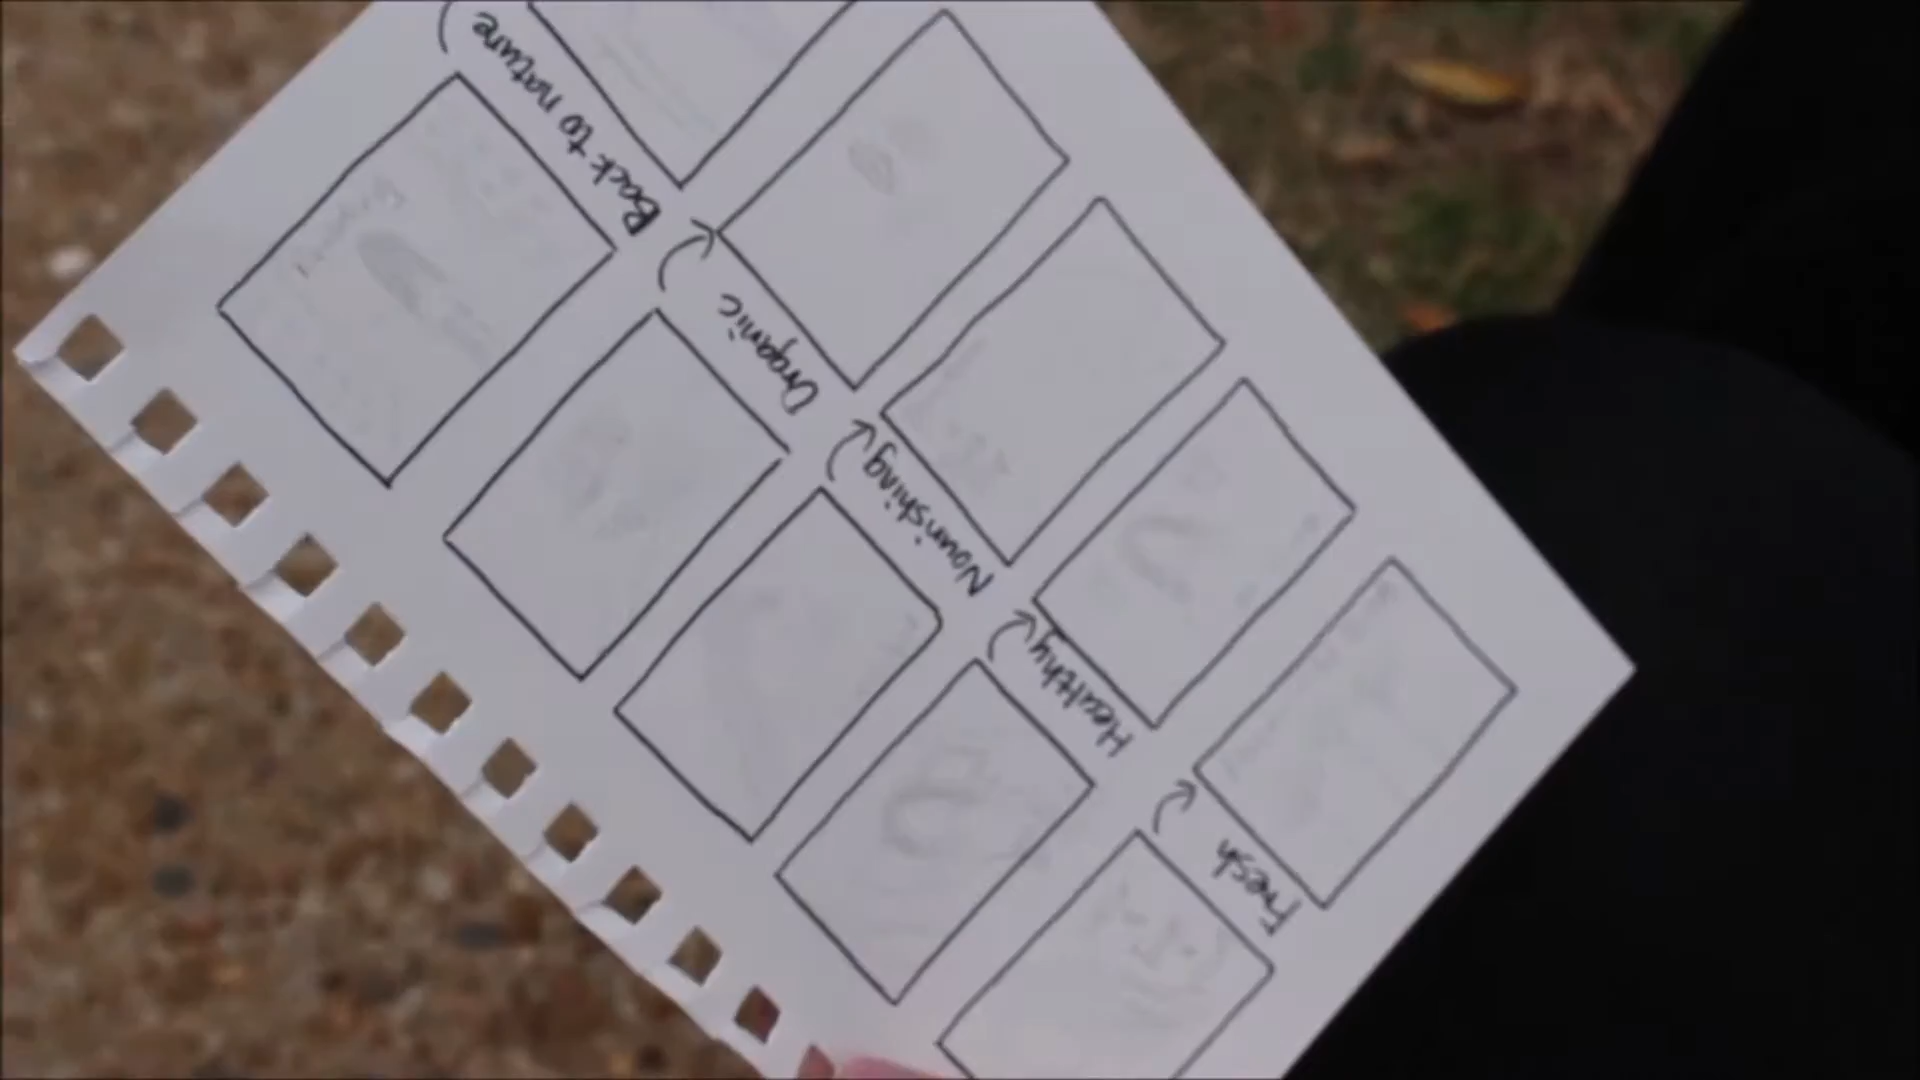 Fresh
Healthy
Nourishing
Organic
Back to nature